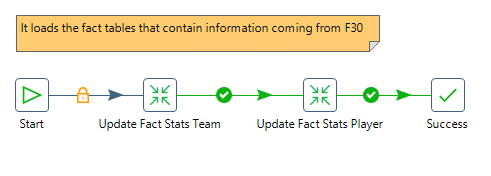 It loads the fact tables that contain information coming from F30
Start
Update Fact Stats Team
Update Fact Stats Player
Success